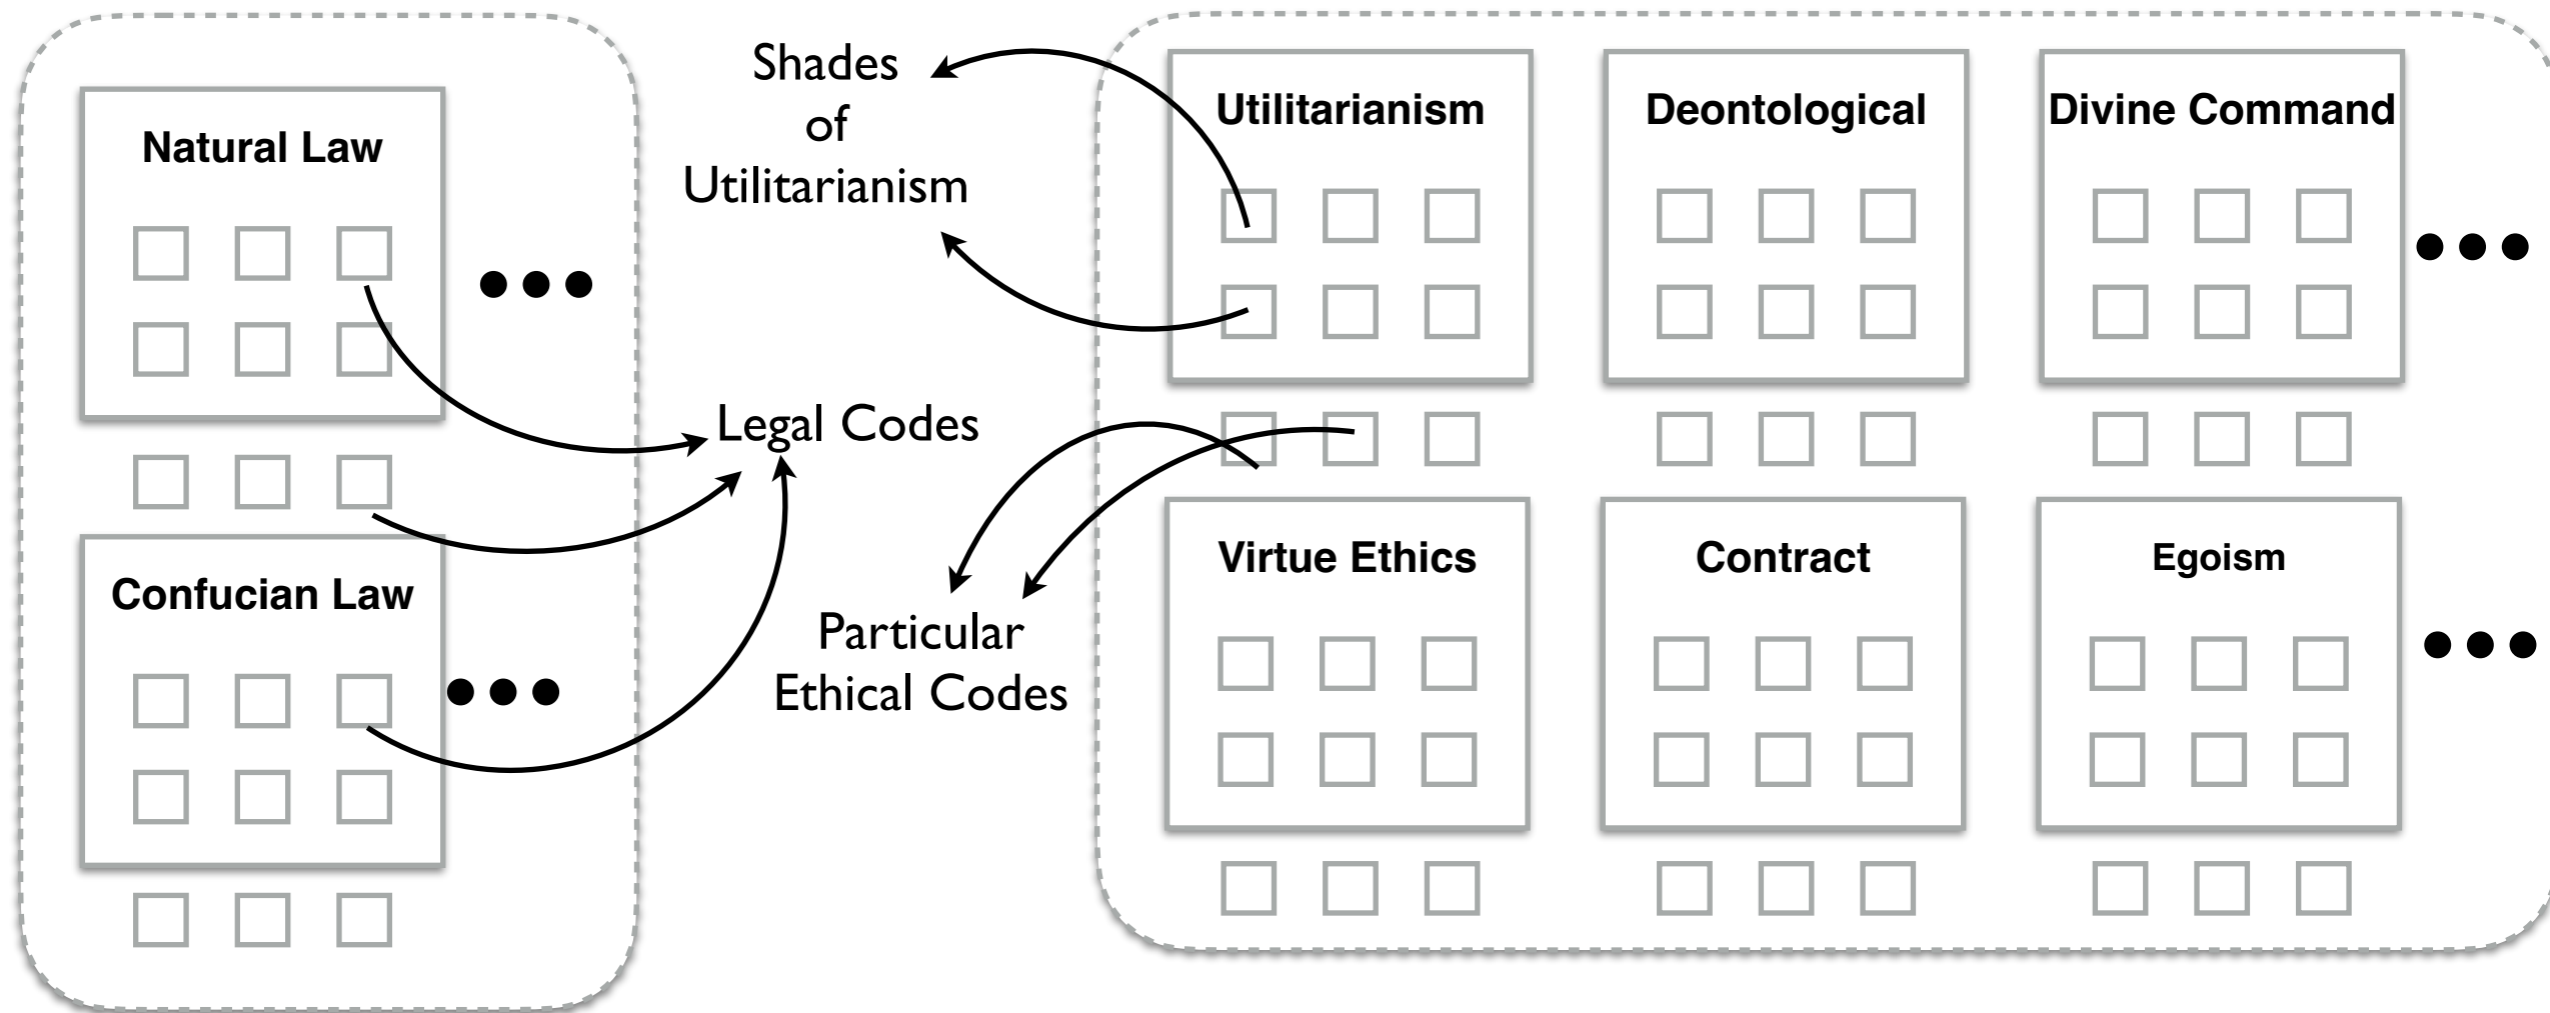 Natural Law
Confucian Law
Shades
of
Utilitarianism
Legal Codes
Particular
Ethical Codes
Utilitarianism
Deontological
Divine Command
Virtue Ethics
Contract
Egoism